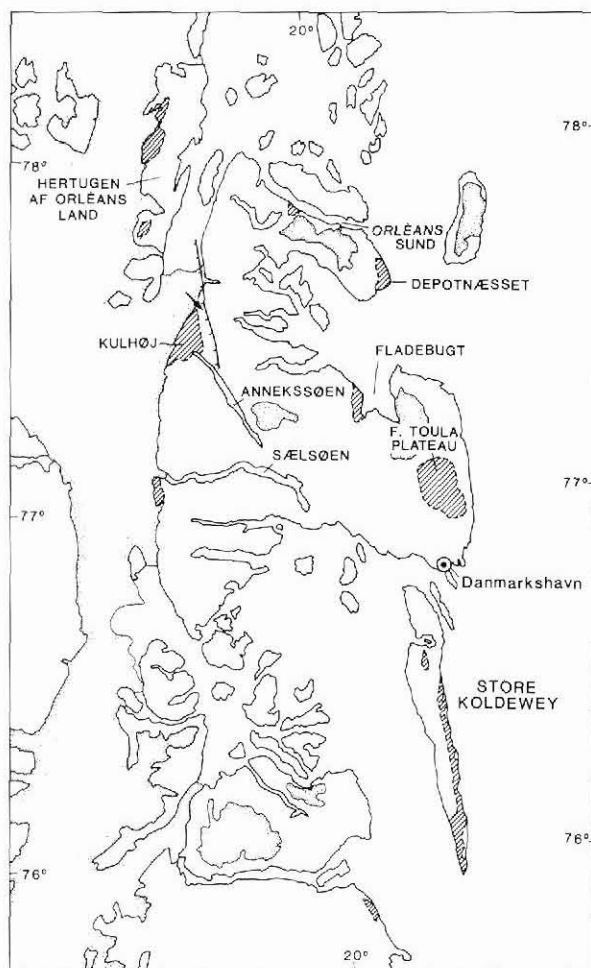 20°
78°
78°
HERTUGEN
AF ORLÉANS
LAND
ORLÉANS
SUND
DEPOTNÆSSET
KULHØJ
FLADEBUGT
ANNEKSSØEN
F. TOULA
PLATEAU
SÆLSØEN
77°
77°
Danmarkshavn
STORE
KOLDEWEY
76°
76°
20°